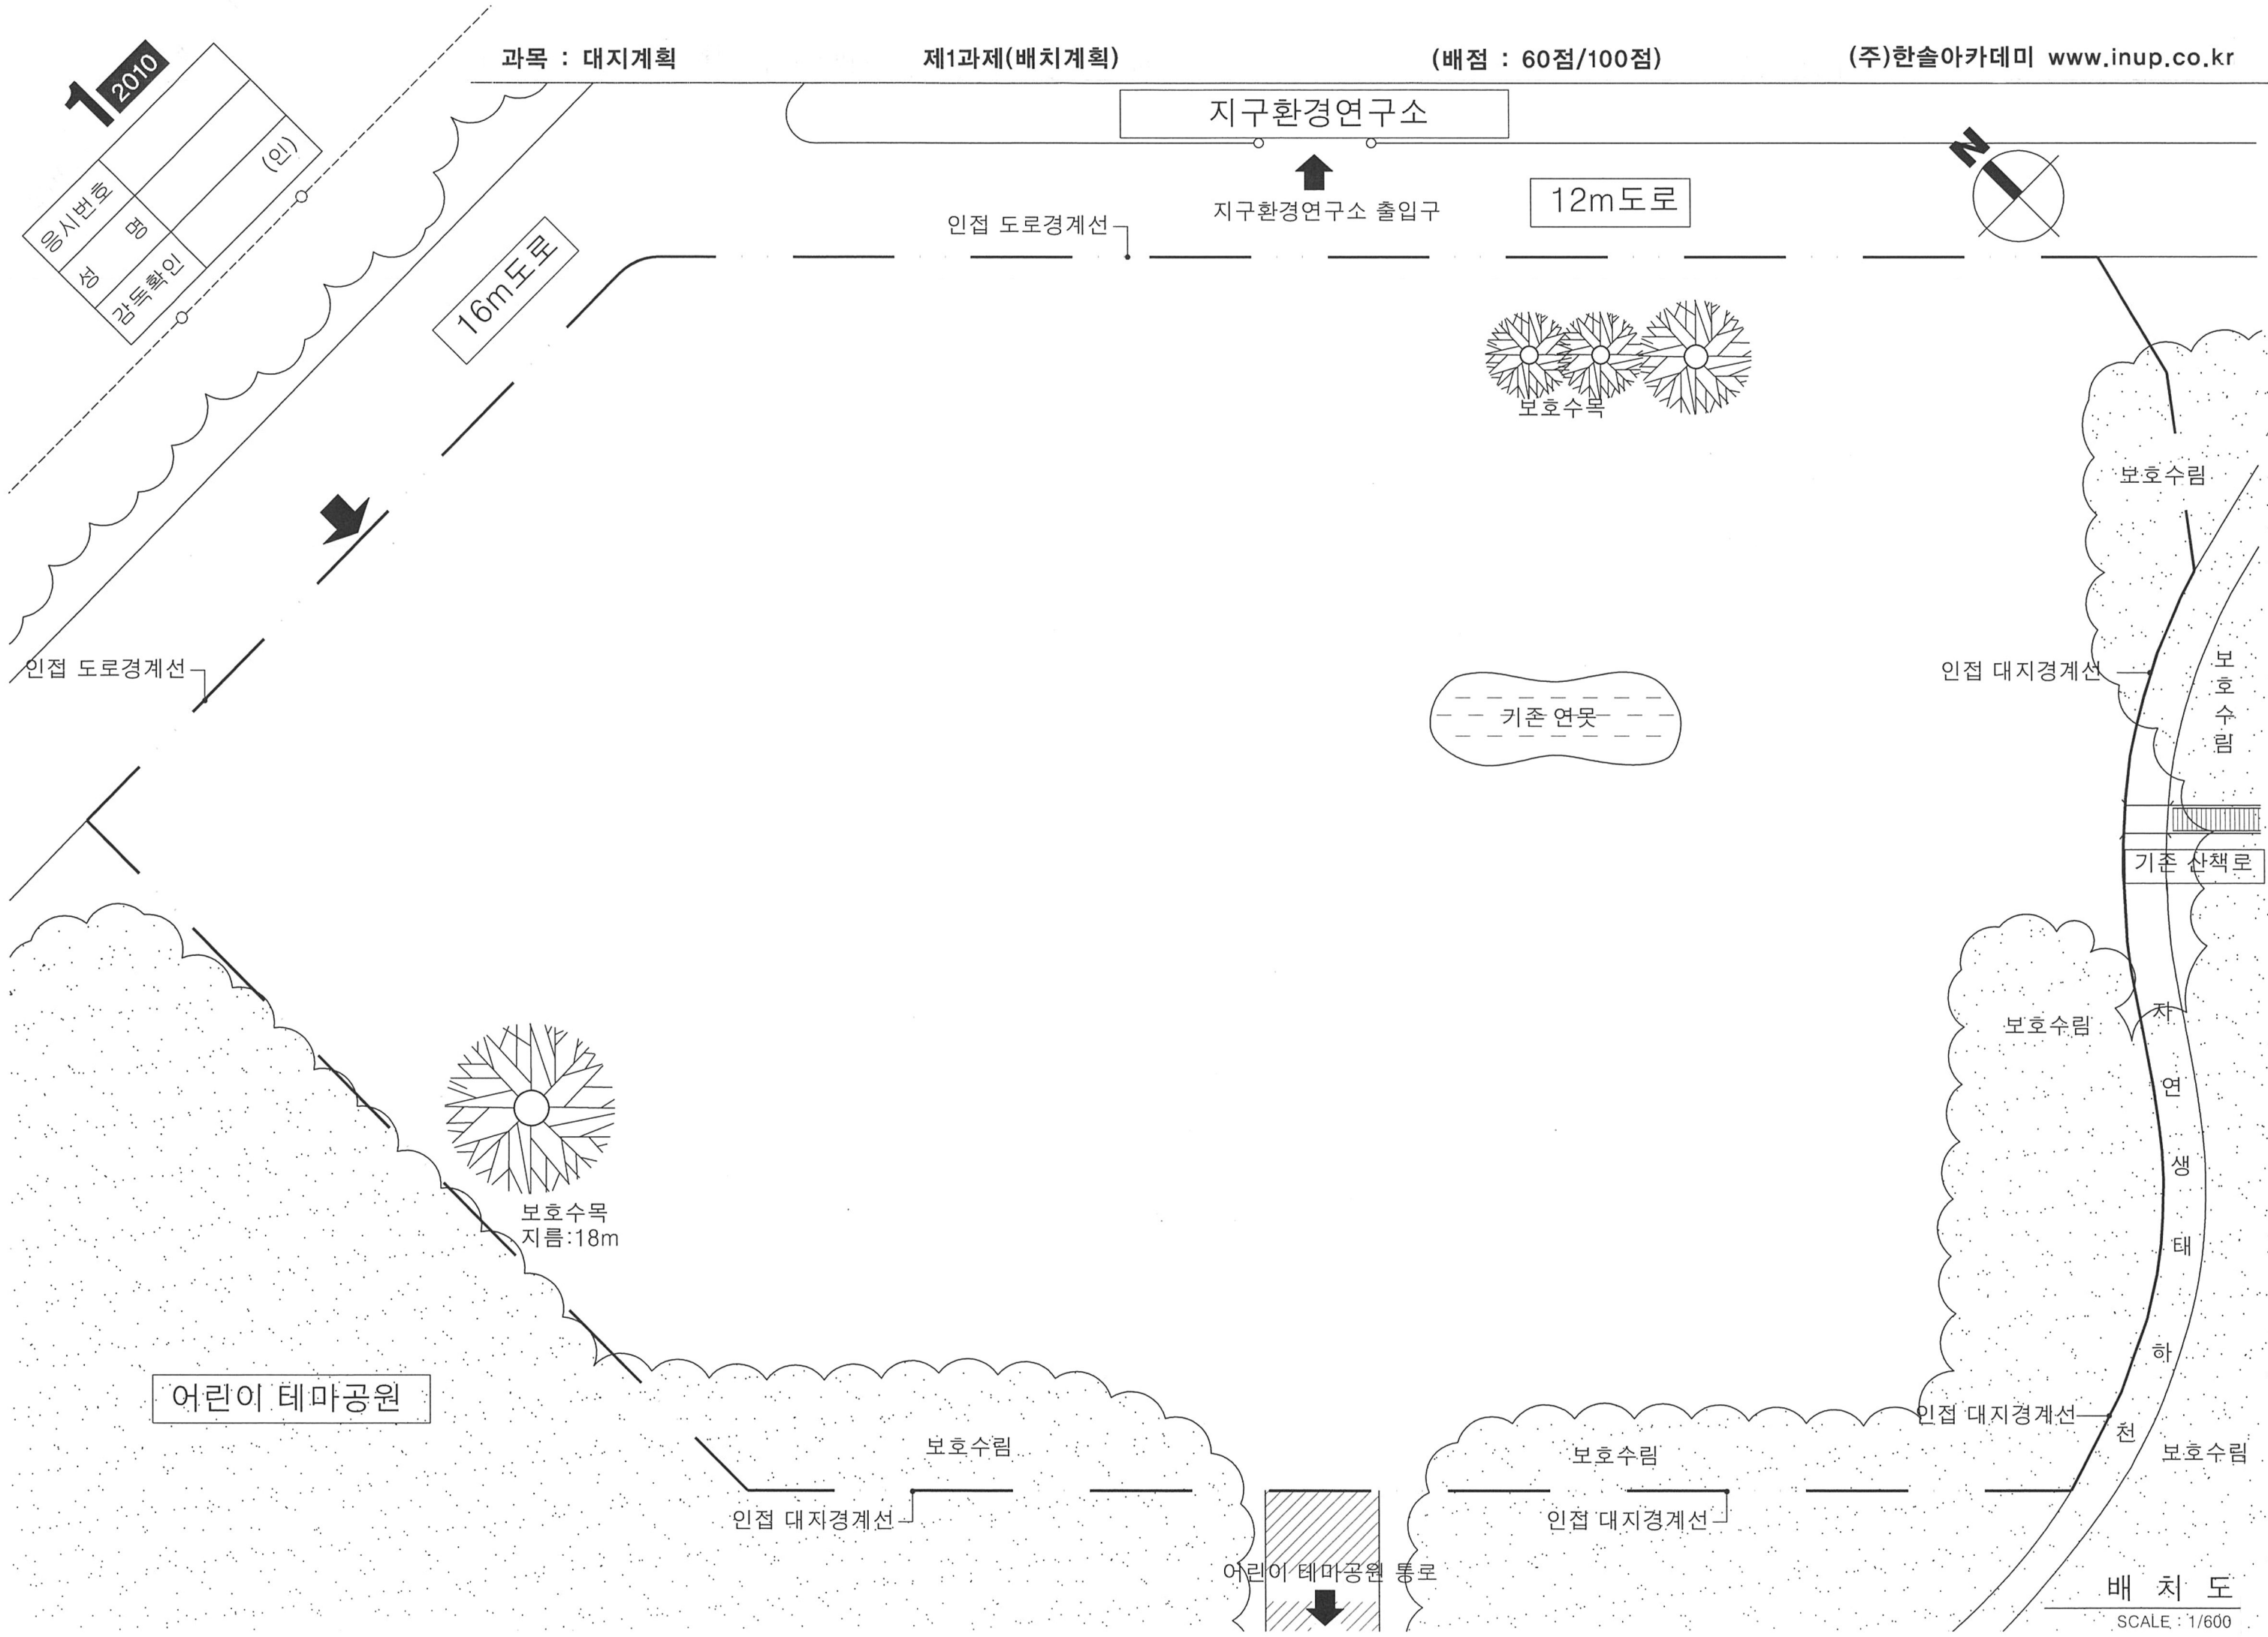 과목 : 대지계획
제1과제(배치계획)
(배점 : 60점/100점)
(주)한솔아카데미 www.inup.co.kr
1
2010
응시번호
성 명
감독확인
(인)
지구환경연구소
지구환경연구소 출입구
12m도로
N
인접 도로경계선
16m도로
보호수목
보호수림
인접 도로경계선
인접 대지경계선
보호수림
기존 연못
기존 산책로
보호수림
자연생태하천
보호수목
지름:18m
어린이 테마공원
보호수림
보호수림
인접 대지경계선
보호수림
인접 대지경계선
인접 대지경계선
어린이 테마공원 통로
배 치 도
SCALE : 1/600